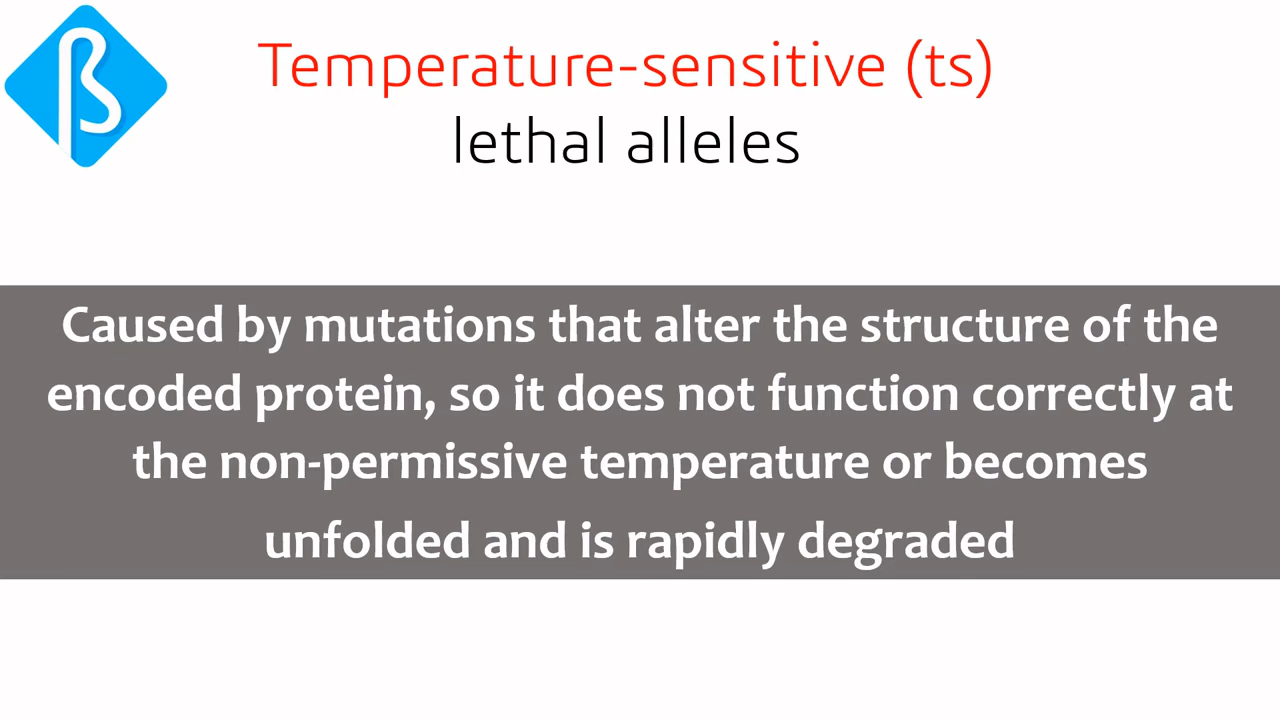 Temperature-sensitive (ts)
lethal alleles
Caused by mutations that alter the structure of the
encoded protein, so it does not function correctly at
the non-permissive temperature or becomes
unfolded and is rapidly degraded